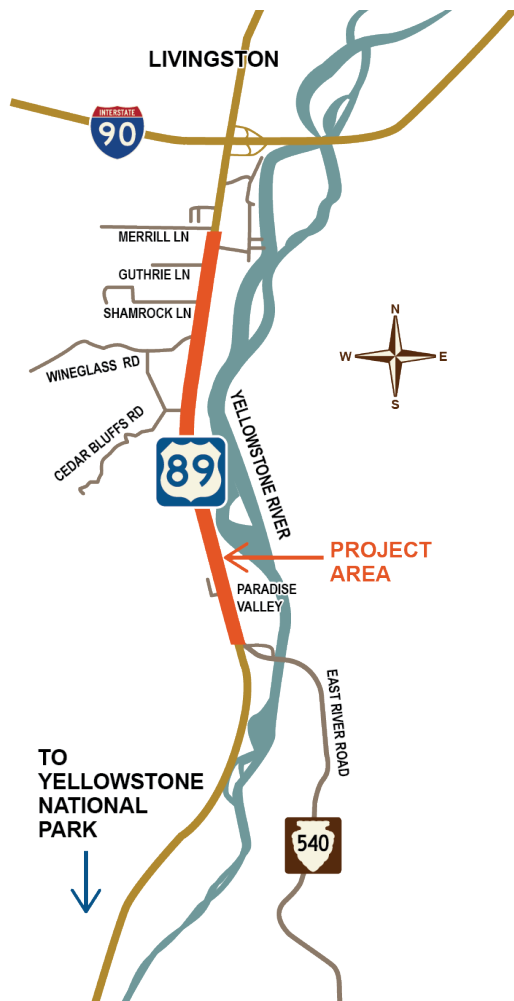 LIVINGSTON
INTERSTATE
90
MERRILL LN
GUTHRIE LN
SHAMROCK LN
N
W
E
S
WINEGLASS RD
CEDAR BLUFFS RD
YELLOWSTONE RIVER
89
PROJECT
AREA
PARADISE
VALLEY
EAST RIVER ROAD
TO
YELLOWSTONE
NATIONAL
PARK
540